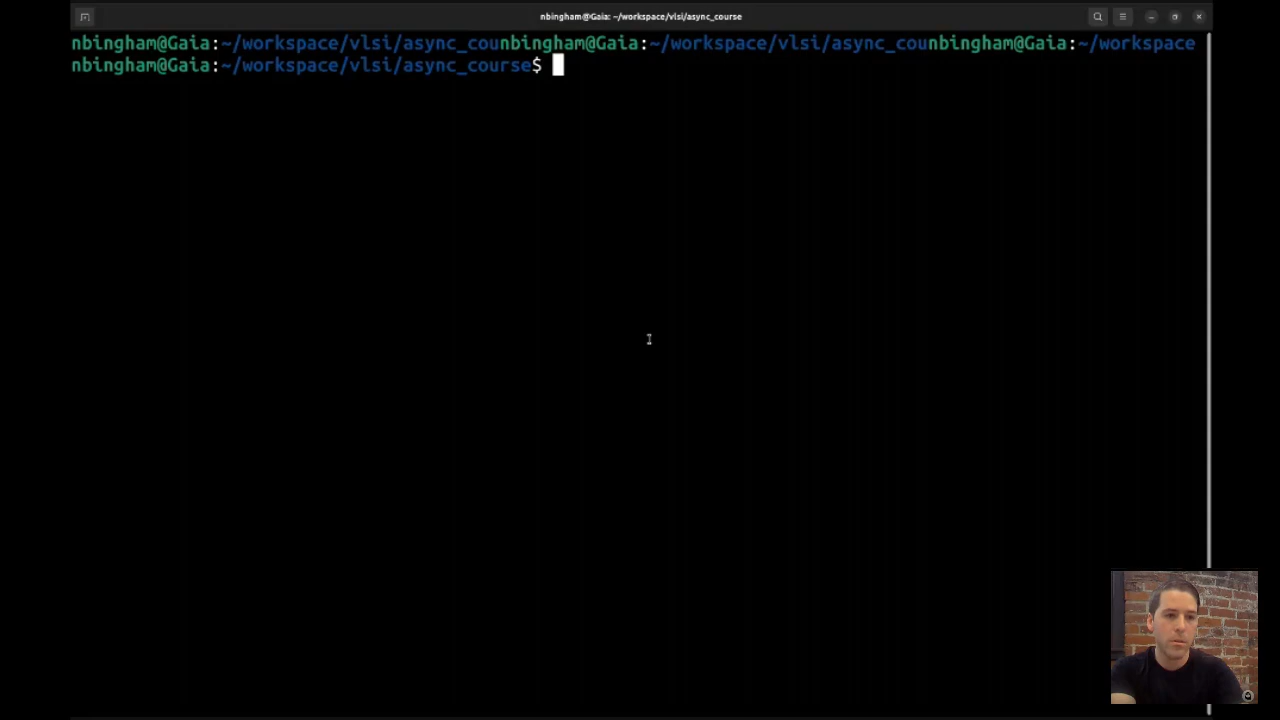 nbingham@Gaia: ~/workspace/vlsi/async_course
nbingham@Gaia:~/workspace/vlsi/async_counbingham@Gaia:~/workspace/vlsi/async_counbingham@Gaia:~/workspace
nbingham@Gaia:~/workspace/vlsi/async_course$